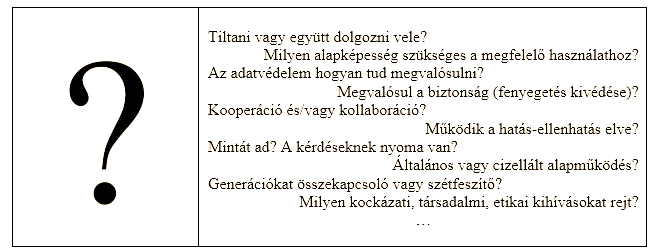 ?
Tiltani vagy együtt dolgozni vele?
Milyen alapképesség szükséges a megfelelő használathoz?
Az adatvédelem hogyan tud megvalósulni?
Megvalósul a biztonság (fenyegetés kivédése)?
Kooperáció és/vagy kollaboráció?
Működik a hatás-ellenhatás elve?
Mintát ad? A kérdéseknek nyoma van?
Általános vagy cizellált alapműködés?
Generációkat összekapcsoló vagy szétfeszítő?
Milyen kockázati, társadalmi, etikai kihívásokat rejt?
…